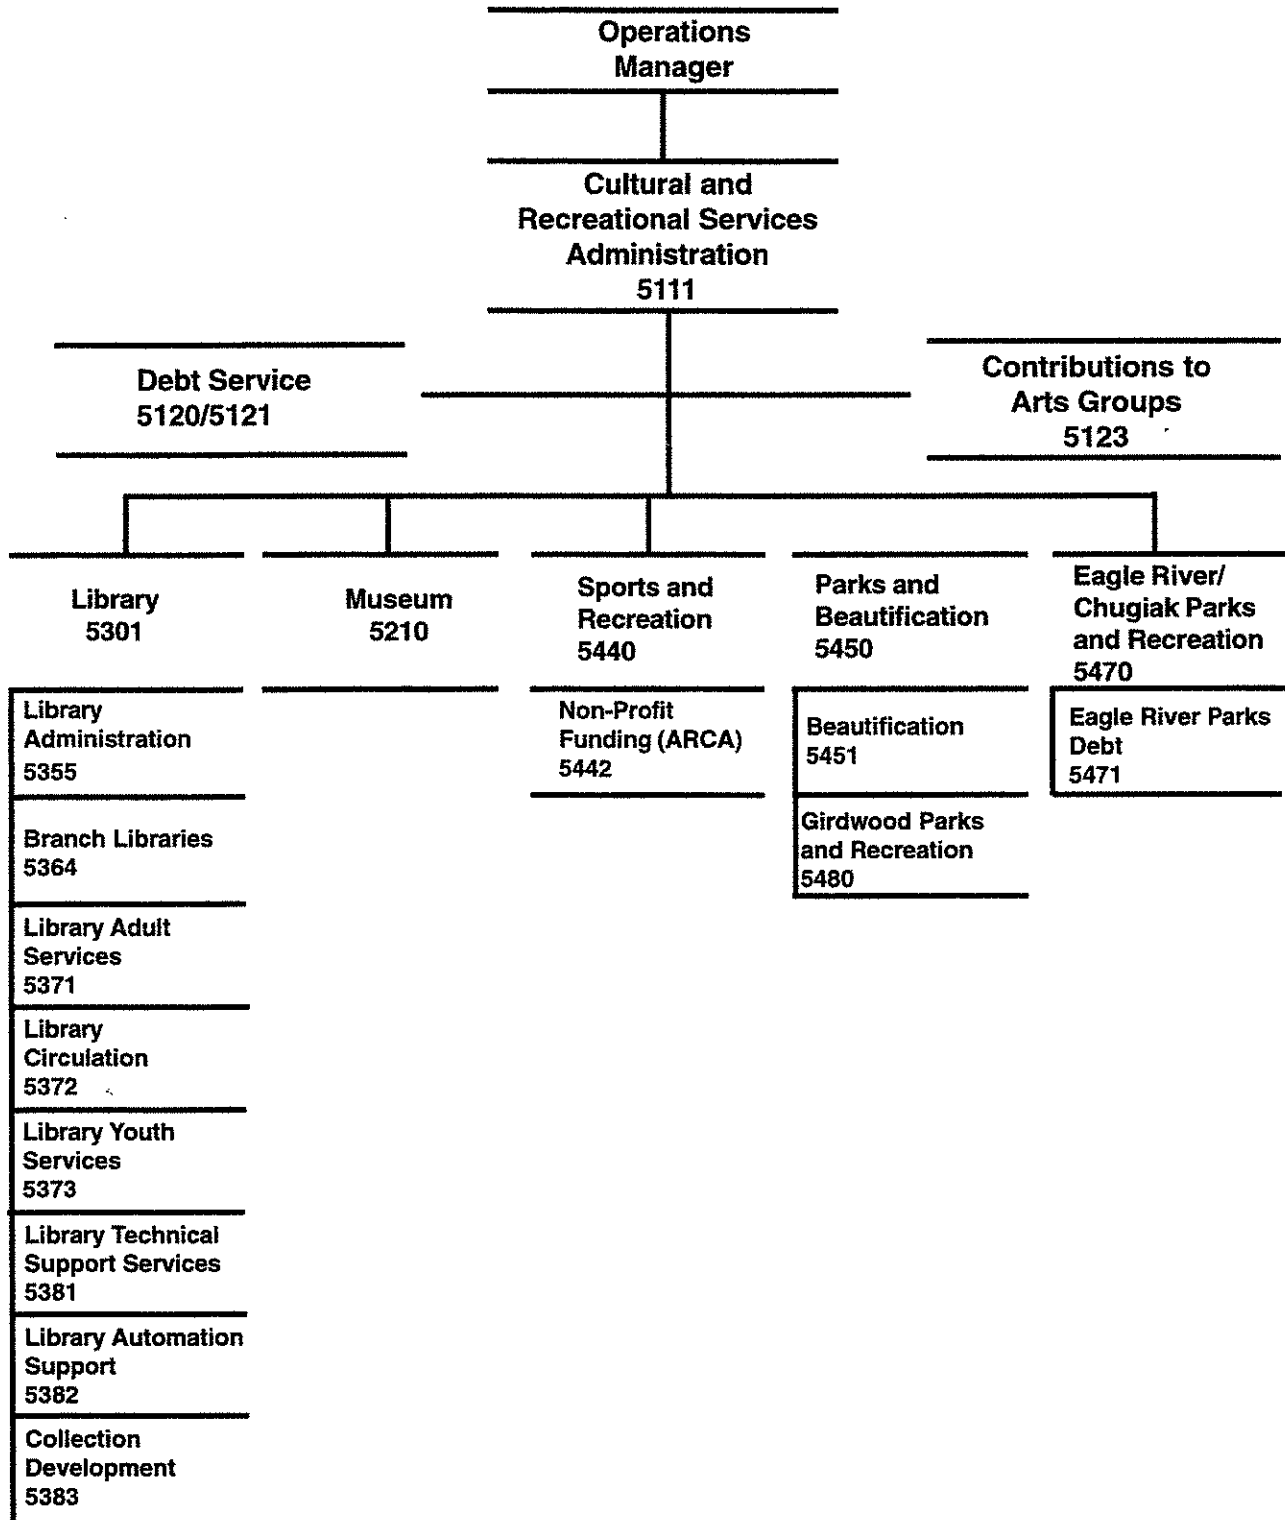 Operations
Manager
Cultural and
Recreational Services
Administration
5111
Debt Service
5120/5121
Contributions to
Arts Groups
5123
Library
5301
Museum
5210
Sports and
Recreation
5440
Parks and
Beautification
5450
Eagle River/
Chugiak Parks
and Recreation
5470
Library
Administration
5355
Branch Libraries
5364
Library Adult
Services
5371
Library
Circulation
5372
Library Youth
Services
5373
Library Technical
Support Services
5381
Library Automation
Support
5382
Collection
Development
5383
Non-Profit
Funding (ARCA)
5442
Beautification
5451
Girdwood Parks
and Recreation
5480
Eagle River Parks
Debt
5471